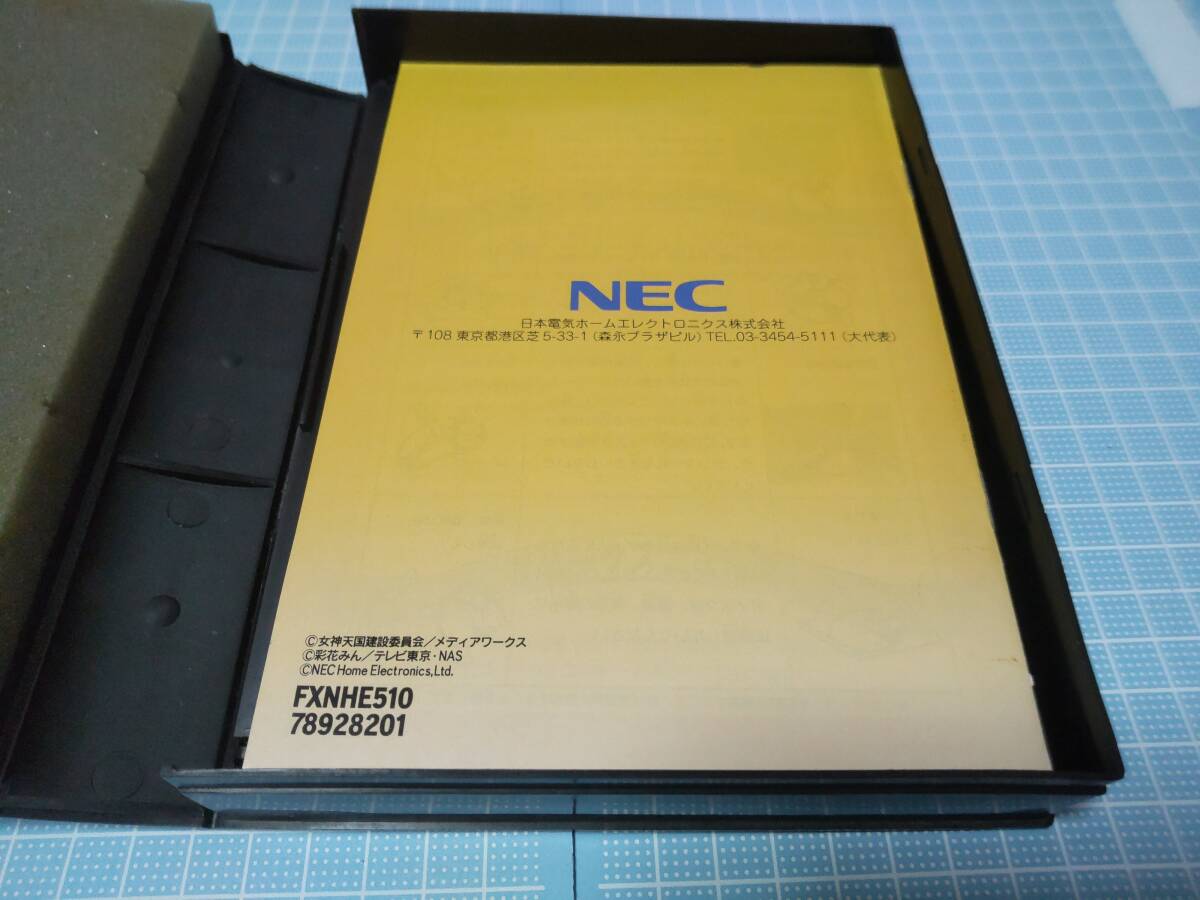 NEC
日本電気ホームエレクトロニクス株式会社
〒108 東京都港区芝5-33-1(森永プラザビル) TEL.03-3454-5111(大代表)
©女神天国建設委員会/メディアワークス
©彩花みん/テレビ東京・NAS
©NEC Home Electronics,Ltd.
FXNHE510
78928201